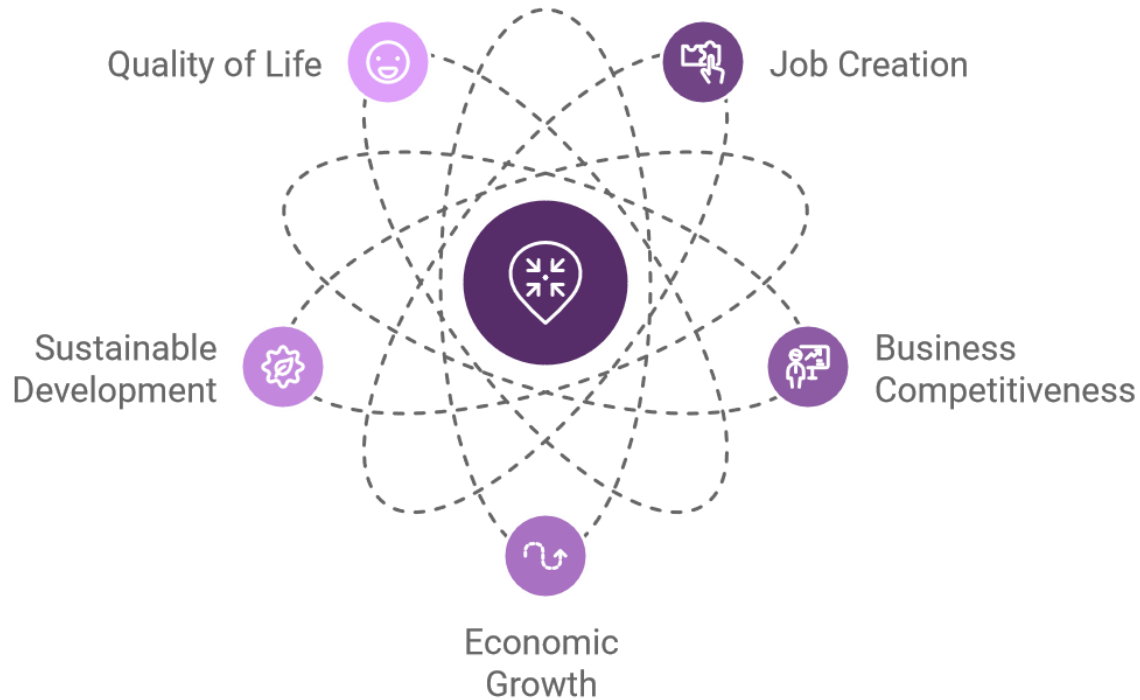 Quality of Life
Job Creation
Sustainable
Development
Business
Competitiveness
Economic
Growth